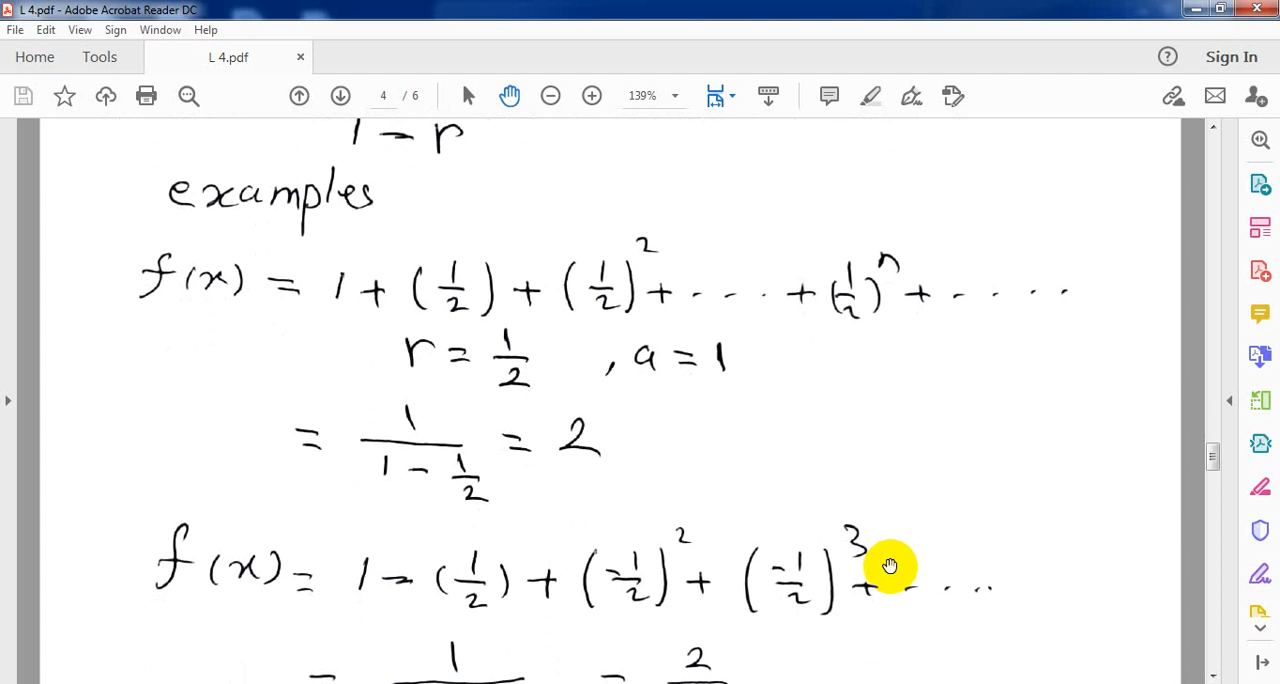 L 4.pdf - Adobe Acrobat Reader DC
File Edit View Sign Window Help
Home Tools L 4.pdf × Sign In
4 / 6 139%
1 - r
examples
f(x) = 1 + (1/2) + (1/2)^2 + .... + (1/2)^n + ....
r = 1/2 , a = 1
= 1/(1 - 1/2) = 2
f(x) = 1 - (1/2) + (-1/2)^2 + (-1/2)^3 + ....
= 1 = 2